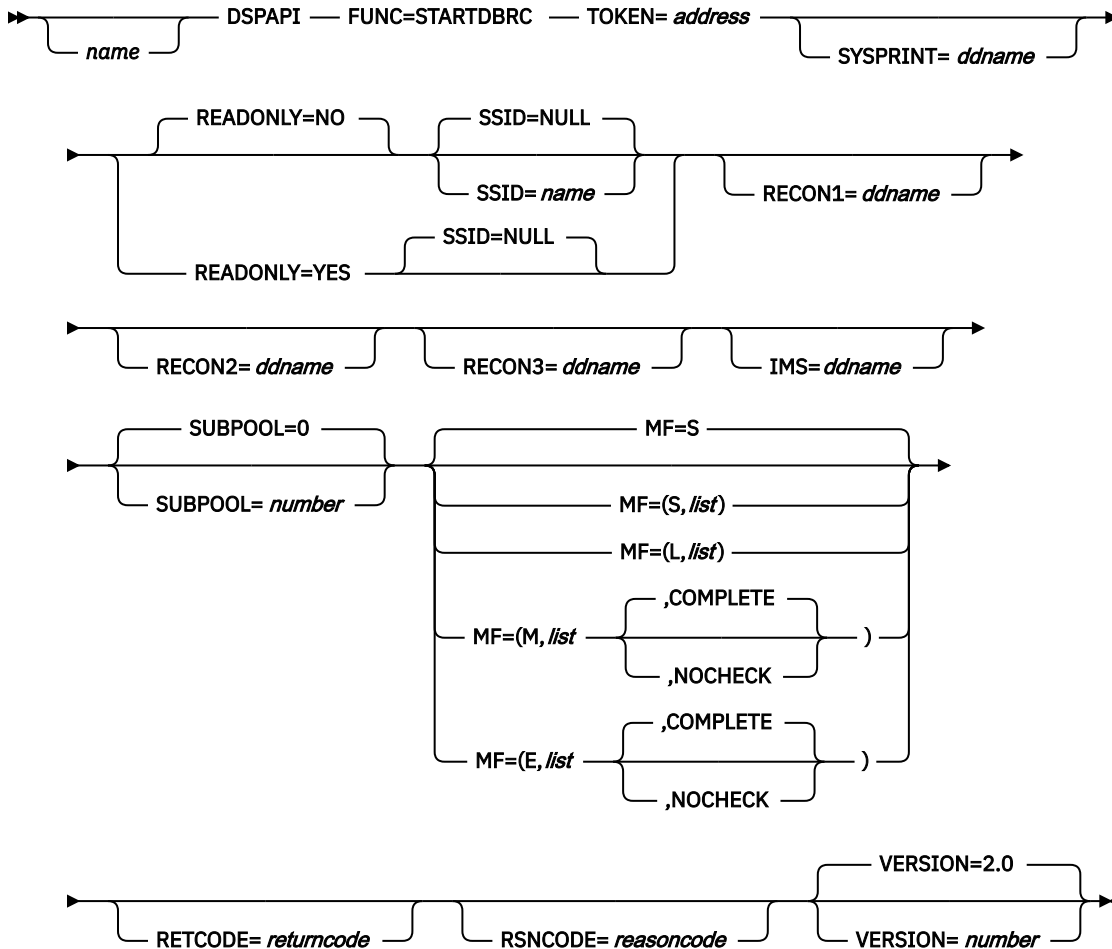 DSPAPI FUNC=STARTDBRC TOKEN= address
name
SYSPRINT= ddname
READONLY=NO SSID=NULL
SSID= name
RECON1= ddname
SSID=NULL
READONLY=YES
RECON2= ddname RECON3= ddname IMS= ddname
SUBPOOL=0 MF=S
SUBPOOL= number MF=(S,list)
MF=(L,list)
,COMPLETE
MF=(M,list )
,NOCHECK
,COMPLETE
MF=(E,list )
,NOCHECK
VERSION=2.0
RETCODE= returncode RSNCODE= reasoncode VERSION= number